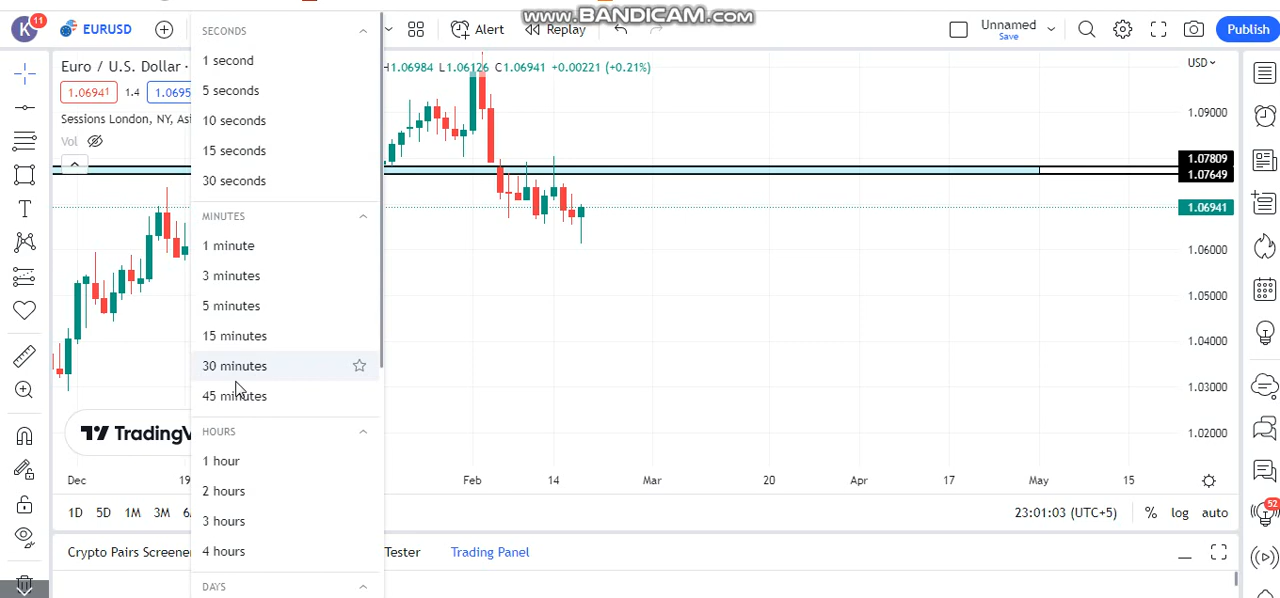 www.BANDICAM.com
K 11
EURUSD
Alert
Replay
Unnamed
Save
Publish
Euro / U.S. Dollar ·
H1.06984 L1.06126 C1.06941 +0.00221 (+0.21%)
1.06941
1.4
1.0695
Sessions London, NY, Asi
Vol
SECONDS
1 second
5 seconds
10 seconds
15 seconds
30 seconds
MINUTES
1 minute
3 minutes
5 minutes
15 minutes
30 minutes
45 minutes
HOURS
1 hour
2 hours
3 hours
4 hours
DAYS
USD
1.09000
1.07809
1.07649
1.06941
1.06000
1.05000
1.04000
1.03000
1.02000
TradingV
Dec
19
Feb
14
Mar
20
Apr
17
May
15
1D 5D 1M 3M 6
23:01:03 (UTC+5)
% log auto
52
Crypto Pairs Screener
Tester
Trading Panel